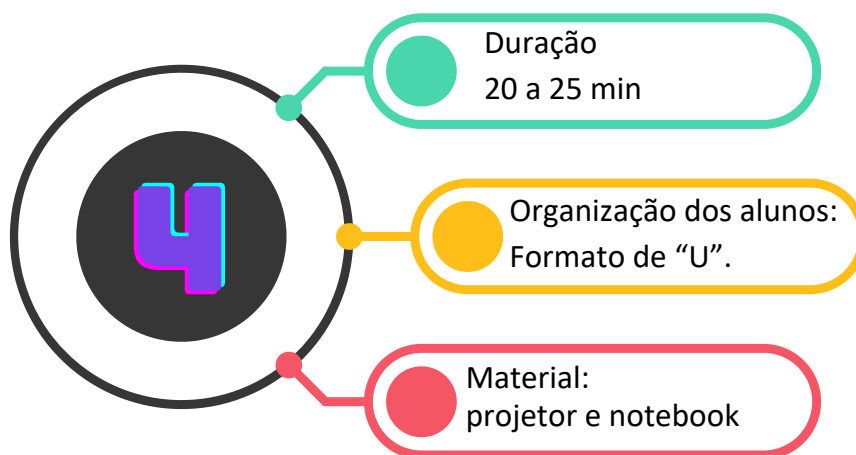 4
Duração
20 a 25 min
Organização dos alunos:
Formato de “U”.
Material:
projetor e notebook